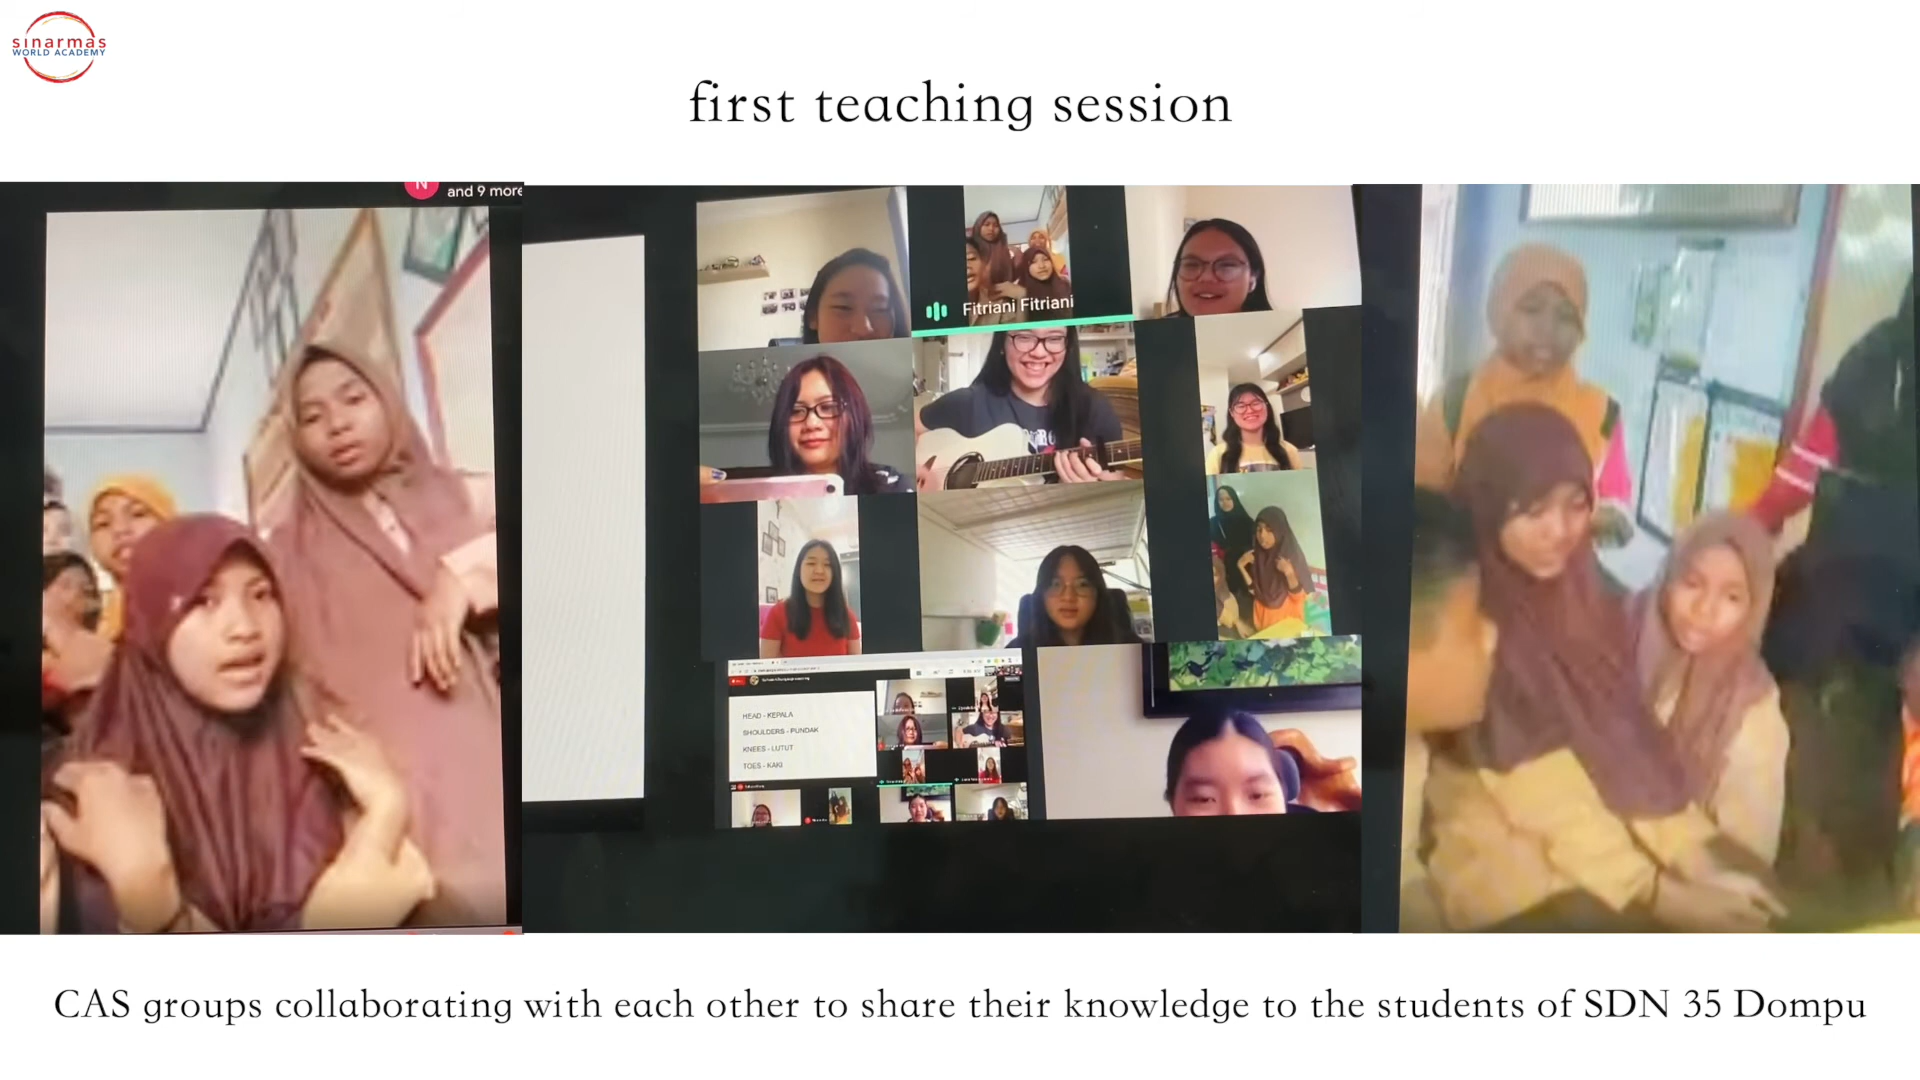 sinarmas
WORLD ACADEMY
first teaching session
N
and 9 more
Fitriani Fitriani
HEAD - KEPALA
SHOULDERS - PUNDAK
KNEES - LUTUT
TOES - KAKI
CAS groups collaborating with each other to share their knowledge to the students of SDN 35 Dompu